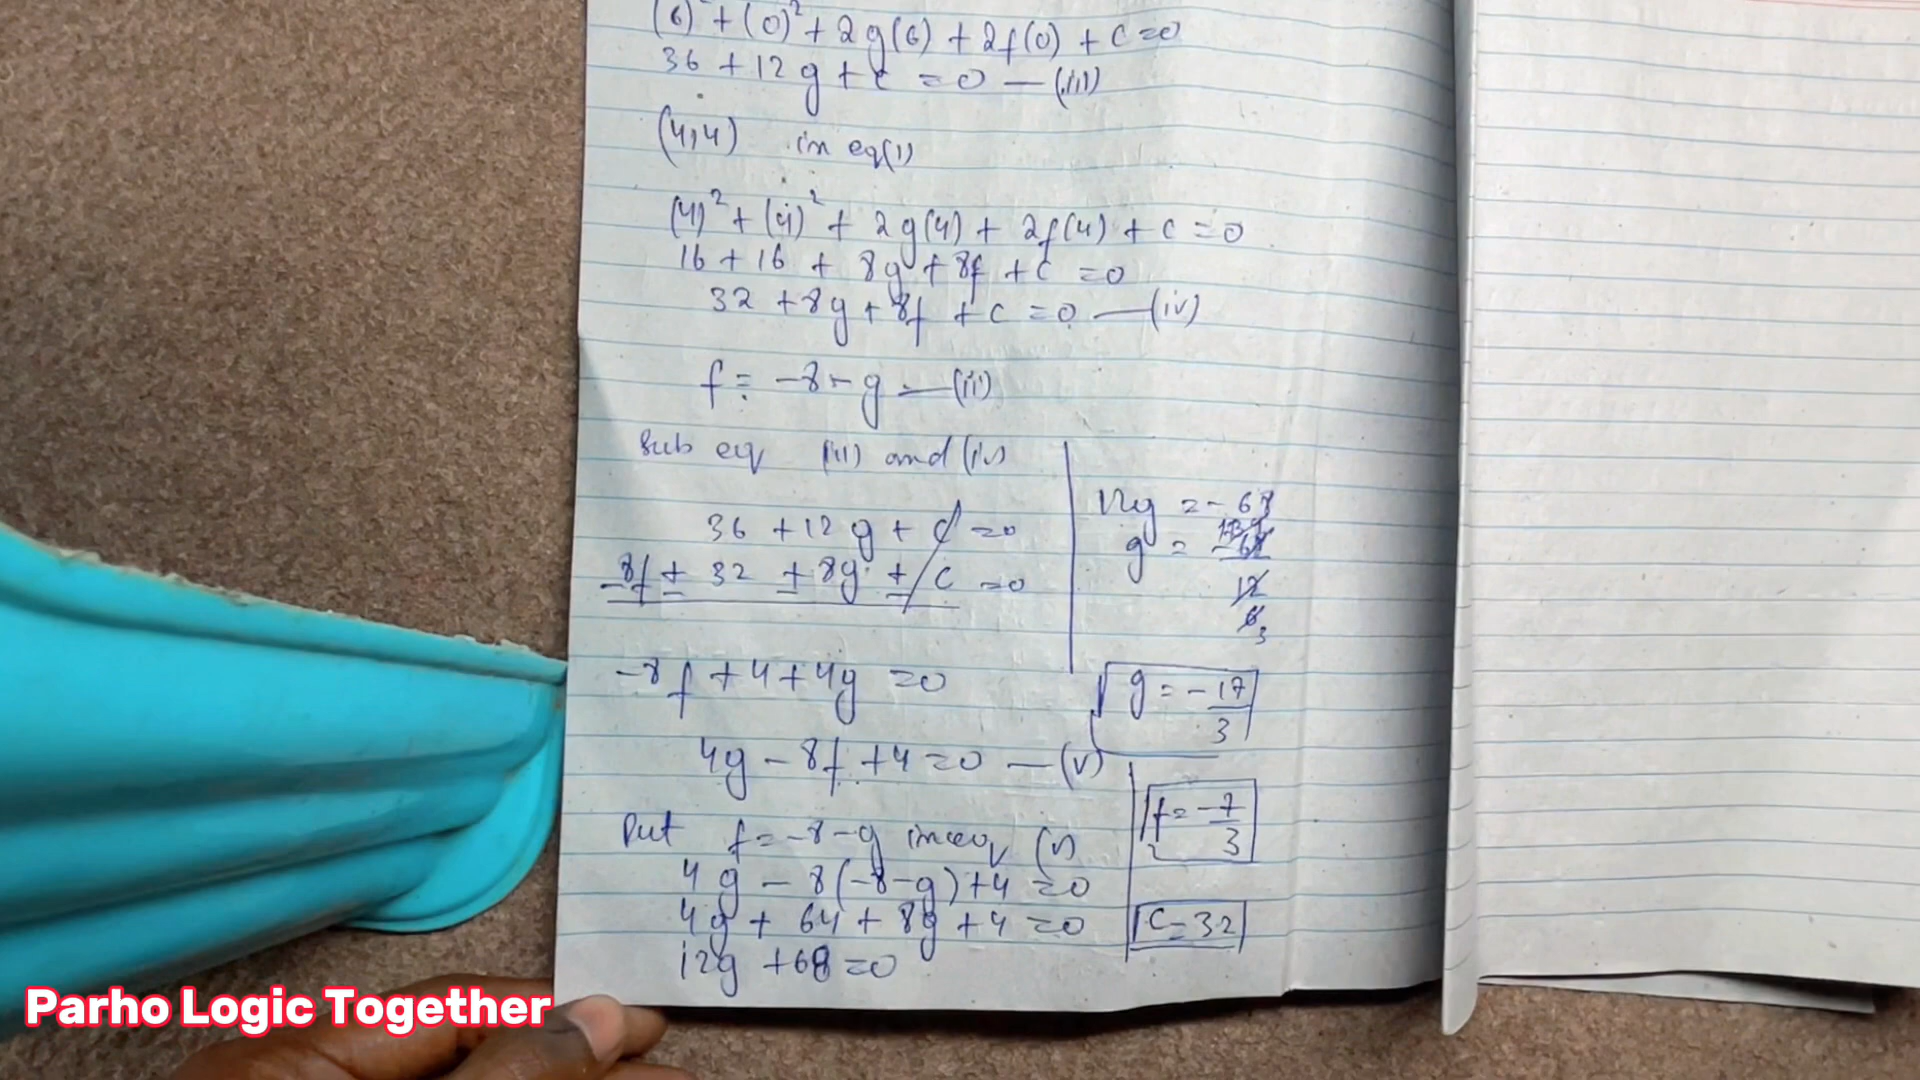 (6)² + (0)² + 2g(6) + 2f(0) + c = 0
36 + 12g + c = 0 — (iii)
(4,4) in eq(1)
(4)² + (4)² + 2g(4) + 2f(4) + c = 0
16 + 16 + 8g + 8f + c = 0
32 + 8g + 8f + c = 0 — (iv)
f = -8 - g — (ii)
Sub eq (iii) and (iv)
36 + 12g + c = 0
8f ± 32 ± 8g ± c = 0
-8f + 4 + 4g = 0
4g - 8f + 4 = 0 — (v)
Put f = -8 - g in eq (v)
4g - 8(-8-g) + 4 = 0
4g + 64 + 8g + 4 = 0
12g + 68 = 0
12g = -68
g = -68
12
6
3
g = -17
3
f = -7
3
c = 32
Parho Logic Together